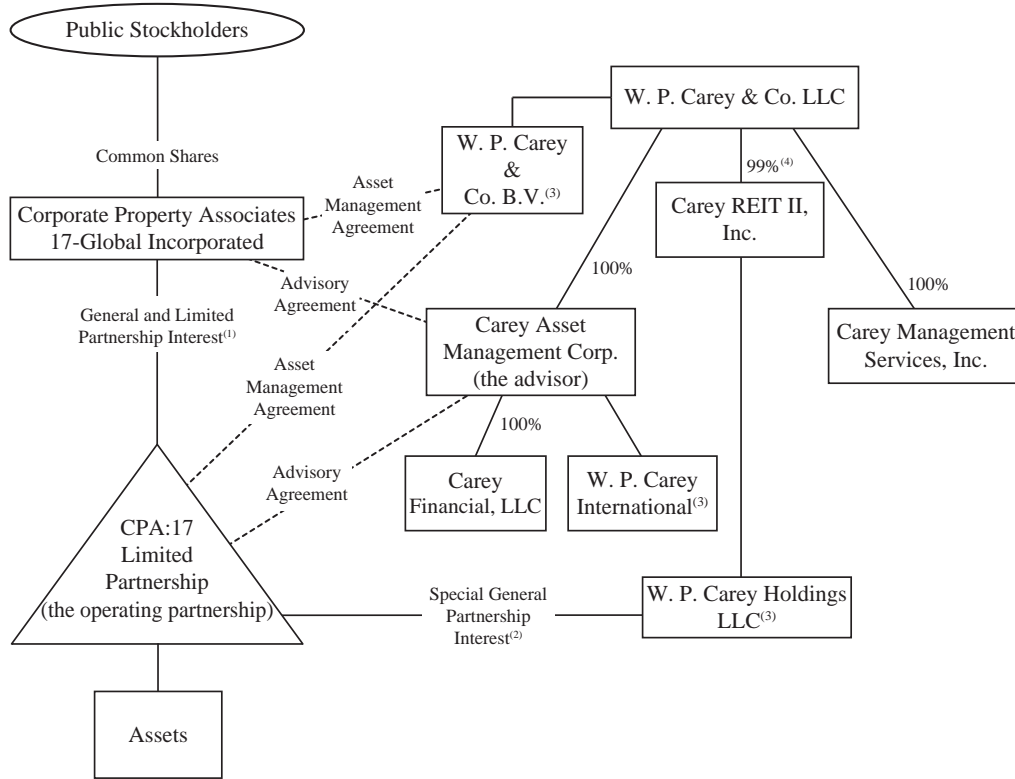 Public Stockholders
W. P. Carey & Co. LLC
W. P. Carey
&
Co. B.V.(3)
Common Shares
99%(4)
Asset
Management
Agreement
Corporate Property Associates
17-Global Incorporated
Carey REIT II,
Inc.
100%
100%
Advisory
Agreement
General and Limited
Partnership Interest(1)
Carey Asset
Management Corp.
(the advisor)
Carey Management
Services, Inc.
Asset
Management
Agreement
100%
Advisory
Agreement
Carey
Financial, LLC
W. P. Carey
International(3)
CPA:17
Limited
Partnership
(the operating partnership)
Special General
Partnership
Interest(2)
W. P. Carey Holdings
LLC(3)
Assets